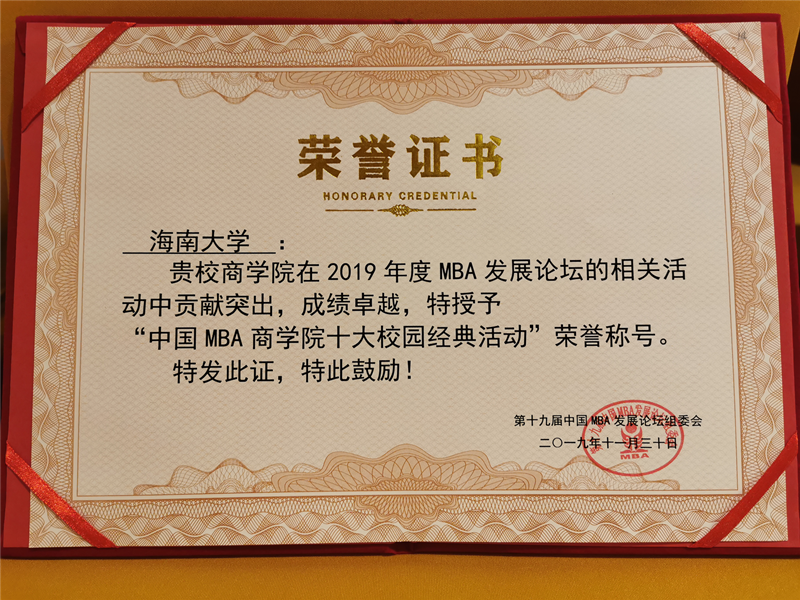 荣誉证书
HONORARY CREDENTIAL
海南大学 :
贵校商学院在 2019 年度 MBA 发展论坛的相关活
动中贡献突出，成绩卓越，特授予
“中国 MBA 商学院十大校园经典活动”荣誉称号。
特发此证，特此鼓励！
第十九届中国 MBA 发展论坛组委会
二〇一九年十一月三十日
MBA